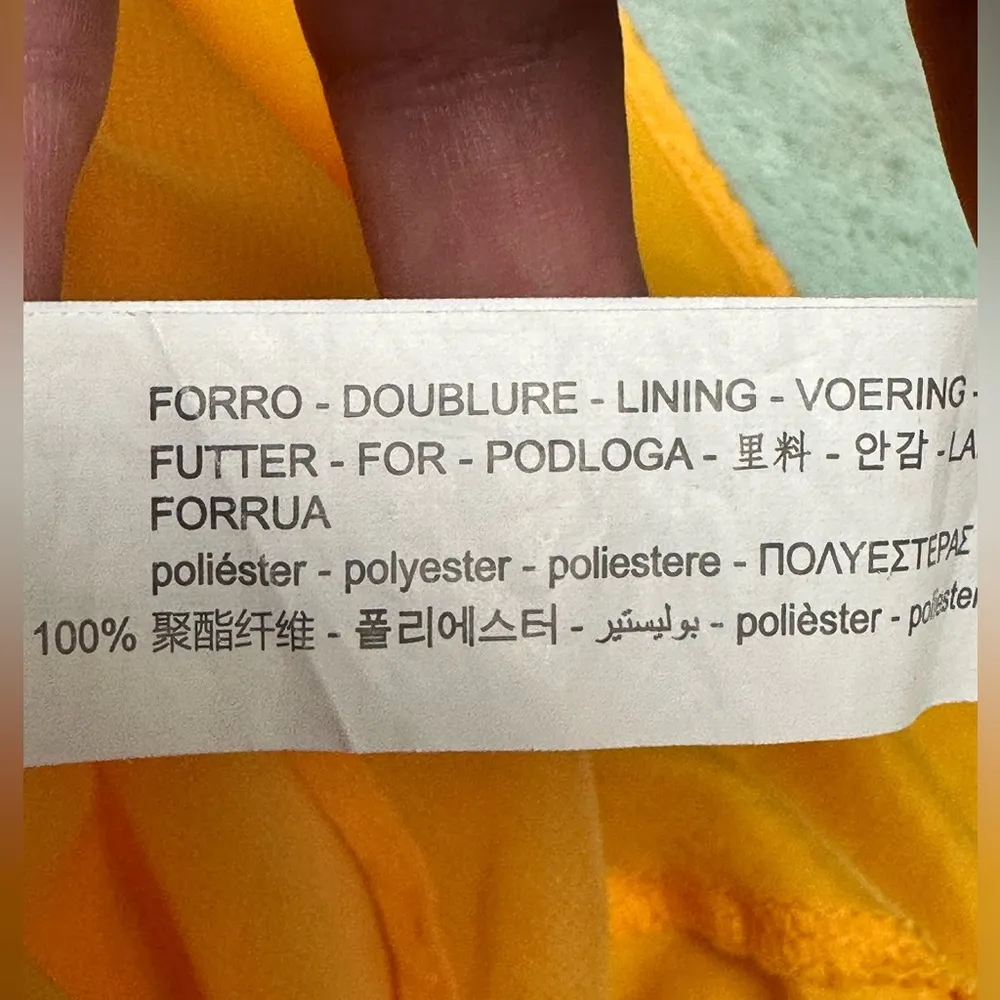 FORRO - DOUBLURE - LINING - VOERING -
FUTTER - FOR - PODLOGA - 里料 - 안감 -
FORRUA
poliéster - polyester - poliestere - ΠΟΛΥΕΣΤΕΡΑΣ
100% 聚酯纤维 - 폴리에스터 - بوليستير - polièster - poliester